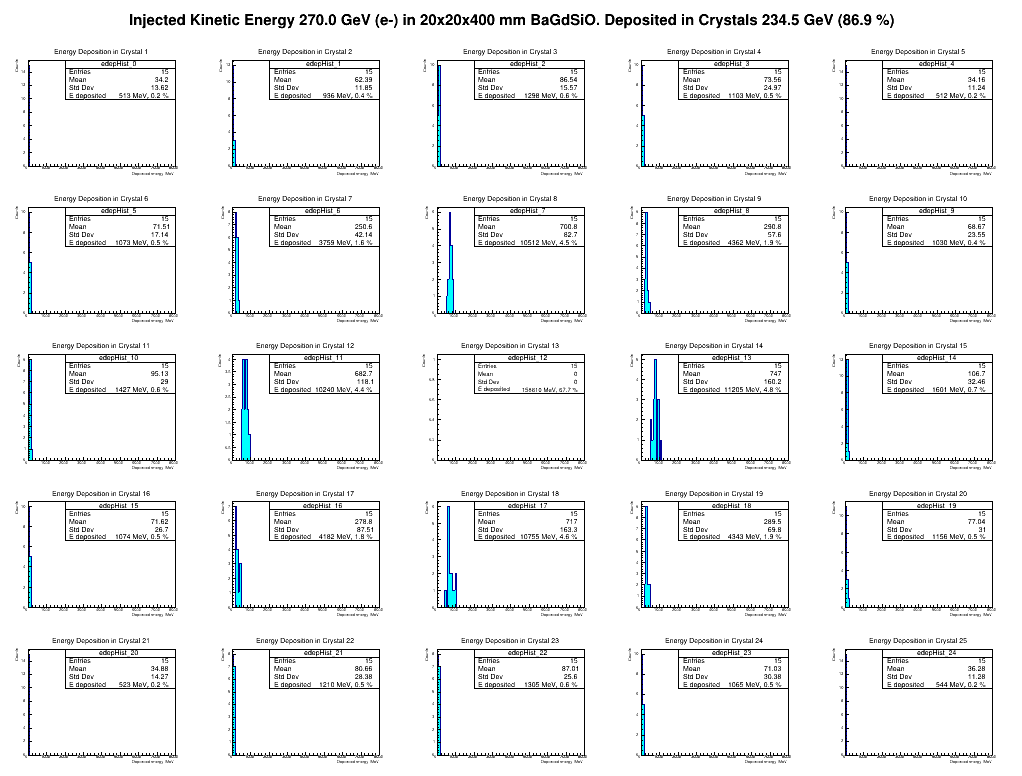 Injected Kinetic Energy 270.0 GeV (e-) in 20x20x400 mm BaGdSiO. Deposited in Crystals 234.5 GeV (86.9 %)
Energy Deposition in Crystal 1
edepHist_0
Entries 15
Mean 34.2
Std Dev 13.62
E deposited 513 MeV, 0.2 %
Energy Deposition in Crystal 2
edepHist_1
Entries 15
Mean 62.39
Std Dev 11.85
E deposited 936 MeV, 0.4 %
Energy Deposition in Crystal 3
edepHist_2
Entries 15
Mean 86.54
Std Dev 15.57
E deposited 1298 MeV, 0.6 %
Energy Deposition in Crystal 4
edepHist_3
Entries 15
Mean 73.56
Std Dev 24.97
E deposited 1103 MeV, 0.5 %
Energy Deposition in Crystal 5
edepHist_4
Entries 15
Mean 34.16
Std Dev 11.24
E deposited 512 MeV, 0.2 %
Energy Deposition in Crystal 6
edepHist_5
Entries 15
Mean 71.51
Std Dev 17.14
E deposited 1073 MeV, 0.5 %
Energy Deposition in Crystal 7
edepHist_6
Entries 15
Mean 250.6
Std Dev 42.14
E deposited 3759 MeV, 1.6 %
Energy Deposition in Crystal 8
edepHist_7
Entries 15
Mean 700.8
Std Dev 82.7
E deposited 10512 MeV, 4.5 %
Energy Deposition in Crystal 9
edepHist_8
Entries 15
Mean 290.8
Std Dev 57.6
E deposited 4362 MeV, 1.9 %
Energy Deposition in Crystal 10
edepHist_9
Entries 15
Mean 68.67
Std Dev 23.55
E deposited 1030 MeV, 0.4 %
Energy Deposition in Crystal 11
edepHist_10
Entries 15
Mean 95.13
Std Dev 29
E deposited 1427 MeV, 0.6 %
Energy Deposition in Crystal 12
edepHist_11
Entries 15
Mean 682.7
Std Dev 118.1
E deposited 10240 MeV, 4.4 %
Energy Deposition in Crystal 13
edepHist_12
Entries 15
Mean 0
Std Dev 0
E deposited 158610 MeV, 67.7 %
Energy Deposition in Crystal 14
edepHist_13
Entries 15
Mean 747
Std Dev 160.2
E deposited 11205 MeV, 4.8 %
Energy Deposition in Crystal 15
edepHist_14
Entries 15
Mean 106.7
Std Dev 32.46
E deposited 1601 MeV, 0.7 %
Energy Deposition in Crystal 16
edepHist_15
Entries 15
Mean 71.62
Std Dev 26.7
E deposited 1074 MeV, 0.5 %
Energy Deposition in Crystal 17
edepHist_16
Entries 15
Mean 278.8
Std Dev 87.51
E deposited 4182 MeV, 1.8 %
Energy Deposition in Crystal 18
edepHist_17
Entries 15
Mean 717
Std Dev 163.3
E deposited 10755 MeV, 4.6 %
Energy Deposition in Crystal 19
edepHist_18
Entries 15
Mean 289.5
Std Dev 69.8
E deposited 4343 MeV, 1.9 %
Energy Deposition in Crystal 20
edepHist_19
Entries 15
Mean 77.04
Std Dev 31
E deposited 1156 MeV, 0.5 %
Energy Deposition in Crystal 21
edepHist_20
Entries 15
Mean 34.88
Std Dev 14.27
E deposited 523 MeV, 0.2 %
Energy Deposition in Crystal 22
edepHist_21
Entries 15
Mean 80.66
Std Dev 28.38
E deposited 1210 MeV, 0.5 %
Energy Deposition in Crystal 23
edepHist_22
Entries 15
Mean 87.01
Std Dev 25.6
E deposited 1305 MeV, 0.6 %
Energy Deposition in Crystal 24
edepHist_23
Entries 15
Mean 71.03
Std Dev 30.38
E deposited 1065 MeV, 0.5 %
Energy Deposition in Crystal 25
edepHist_24
Entries 15
Mean 36.28
Std Dev 11.28
E deposited 544 MeV, 0.2 %